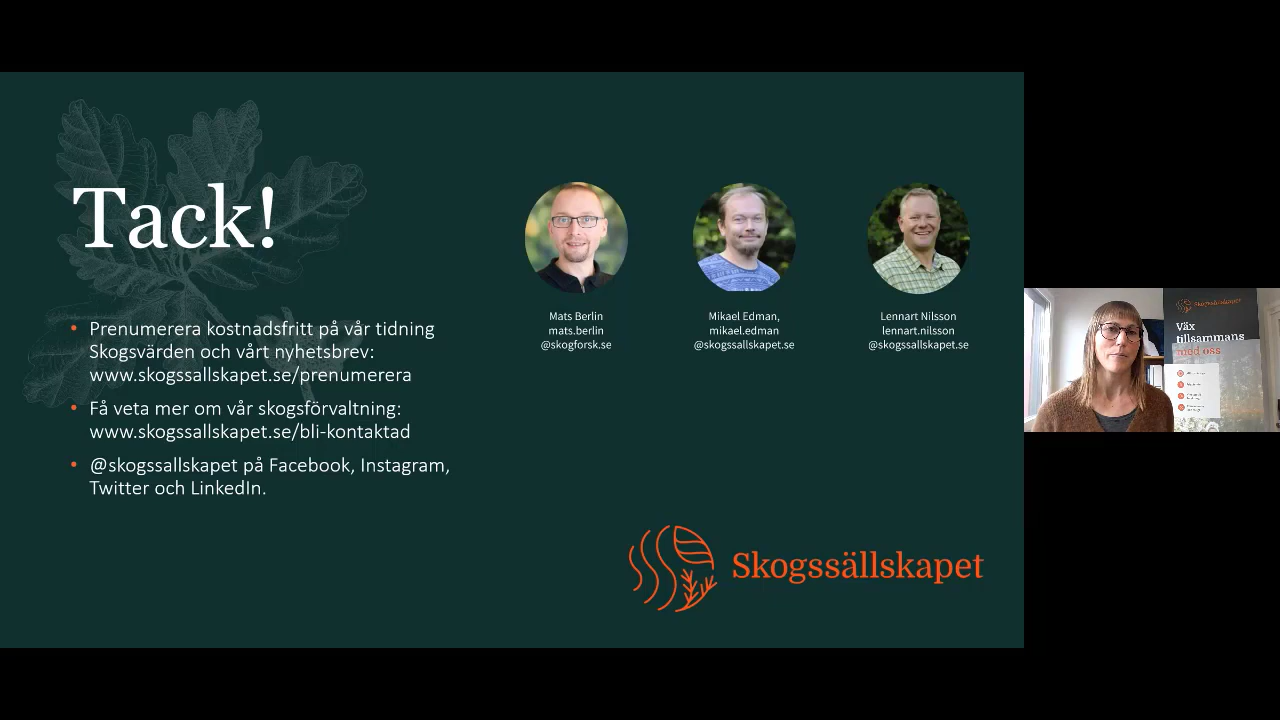 Tack!
• Prenumerera kostnadsfritt på vår tidning
Skogsvärden och vårt nyhetsbrev:
www.skogssallskapet.se/prenumerera
• Få veta mer om vår skogsförvaltning:
www.skogssallskapet.se/bli-kontaktad
• @skogssallskapet på Facebook, Instagram,
Twitter och LinkedIn.
Mats Berlin
mats.berlin
@skogforsk.se
Mikael Edman,
mikael.edman
@skogssallskapet.se
Lennart Nilsson
lennart.nilsson
@skogssallskapet.se
Skogssällskapet
Skogssällskapet
Väx
tillsammans
med oss